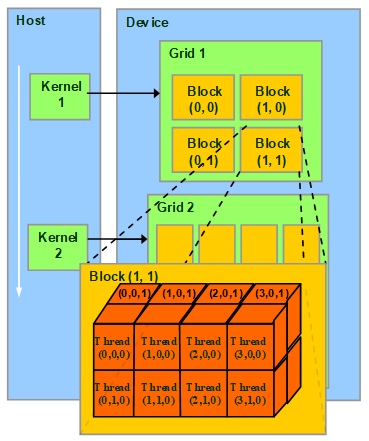 Host
Device
Grid 1
Kernel
1
Block
(0, 0)
Block
(1, 0)
Block
(0, 1)
Block
(1, 1)
Grid 2
Kernel
2
Block (1, 1)
(0,0,1) (1,0,1) (2,0,1) (3,0,1)
Thread Thread Thread Thread
(0,0,0) (1,0,0) (2,0,0) (3,0,0)
Thread Thread Thread Thread
(0,1,0) (1,1,0) (2,1,0) (3,1,0)